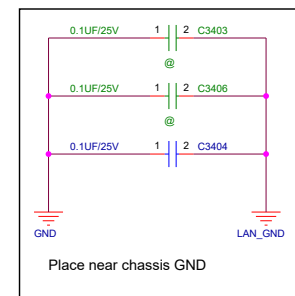 0.1UF/25V 1 2 C3403
@
0.1UF/25V 1 2 C3406
@
0.1UF/25V 1 2 C3404
GND LAN_GND
Place near chassis GND